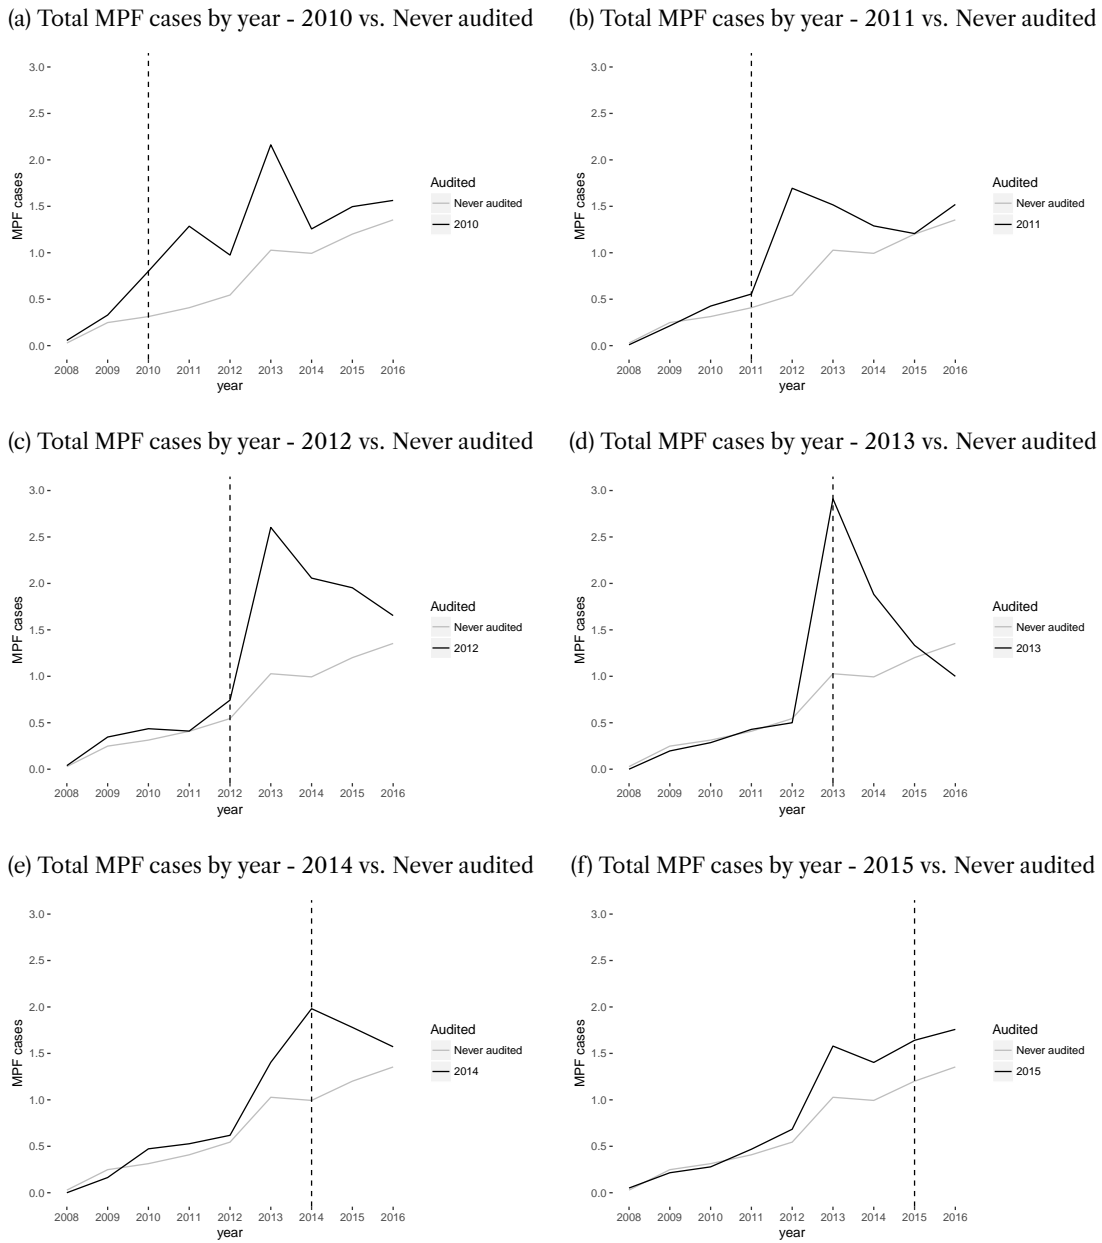 (a) Total MPF cases by year - 2010 vs. Never audited
3.0
2.5
2.0
1.5
1.0
0.5
0.0
MPF cases
2008 2009 2010 2011 2012 2013 2014 2015 2016
year
Audited
Never audited
2010
(b) Total MPF cases by year - 2011 vs. Never audited
3.0
2.5
2.0
1.5
1.0
0.5
0.0
MPF cases
2008 2009 2010 2011 2012 2013 2014 2015 2016
year
Audited
Never audited
2011
(c) Total MPF cases by year - 2012 vs. Never audited
3.0
2.5
2.0
1.5
1.0
0.5
0.0
MPF cases
2008 2009 2010 2011 2012 2013 2014 2015 2016
year
Audited
Never audited
2012
(d) Total MPF cases by year - 2013 vs. Never audited
3.0
2.5
2.0
1.5
1.0
0.5
0.0
MPF cases
2008 2009 2010 2011 2012 2013 2014 2015 2016
year
Audited
Never audited
2013
(e) Total MPF cases by year - 2014 vs. Never audited
3.0
2.5
2.0
1.5
1.0
0.5
0.0
MPF cases
2008 2009 2010 2011 2012 2013 2014 2015 2016
year
Audited
Never audited
2014
(f) Total MPF cases by year - 2015 vs. Never audited
3.0
2.5
2.0
1.5
1.0
0.5
0.0
MPF cases
2008 2009 2010 2011 2012 2013 2014 2015 2016
year
Audited
Never audited
2015